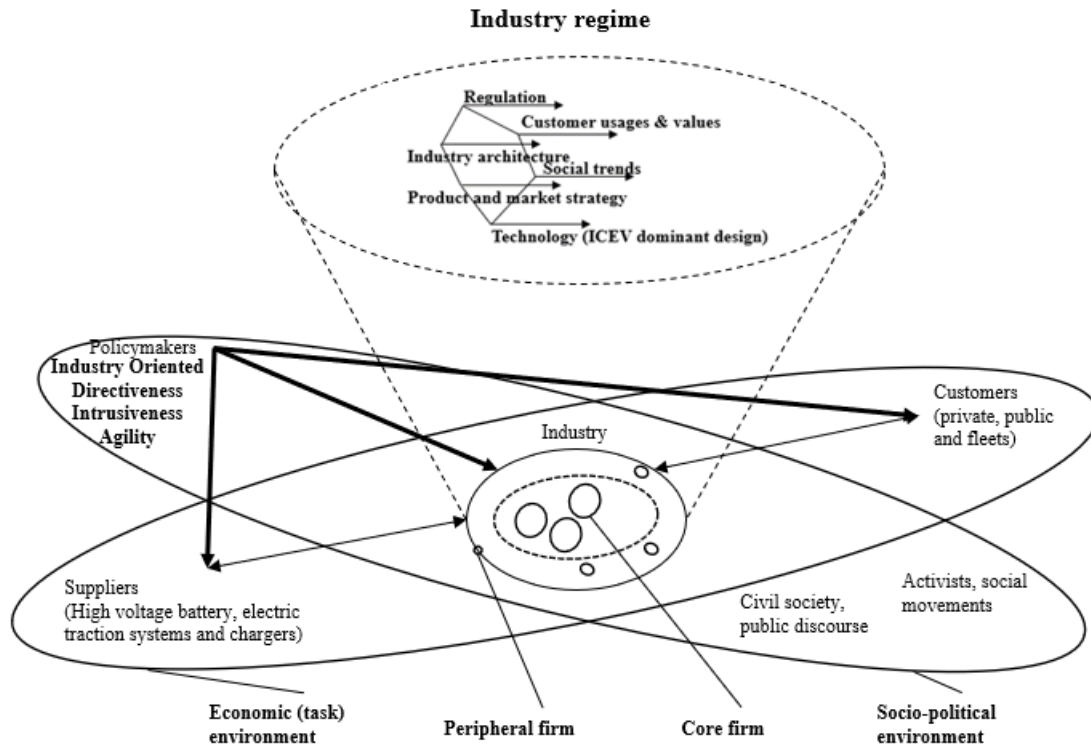 Industry regime
Regulation
Customer usages & values
Industry architecture
Social trends
Product and market strategy
Technology (ICEV dominant design)
Policymakers
Industry Oriented
Directiveness
Intrusiveness
Agility
Customers
(private, public
and fleets)
Industry
Suppliers
(High voltage battery, electric
traction systems and chargers)
Civil society,
public discourse
Activists, social
movements
Economic (task)
environment
Peripheral firm
Core firm
Socio-political
environment